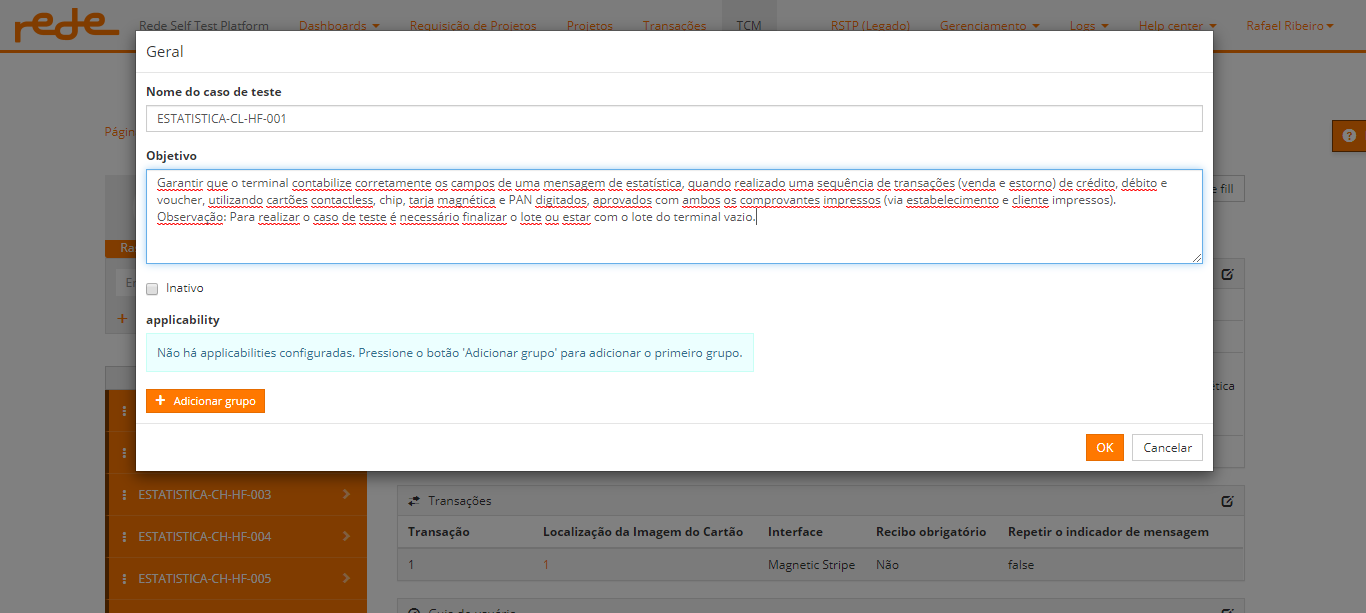 rede
Rede Self Test Platform Dashboards Requisição de Projetos Projetos Transações TCM RSTP (Legado) Gerenciamento Logs Help center Rafael Ribeiro
Geral
Nome do caso de teste
ESTATISTICA-CL-HF-001
Págin
Objetivo
Garantir que o terminal contabilize corretamente os campos de uma mensagem de estatística, quando realizado uma sequência de transações (venda e estorno) de crédito, débito e
voucher, utilizando cartões contactless, chip, tarja magnética e PAN digitados, aprovados com ambos os comprovantes impressos (via estabelecimento e cliente impressos).
Observação: Para realizar o caso de teste é necessário finalizar o lote ou estar com o lote do terminal vazio.
e fill
Ra
En
Inativo
applicability
Não há applicabilities configuradas. Pressione o botão 'Adicionar grupo' para adicionar o primeiro grupo.
etica
+ Adicionar grupo
OK Cancelar
ESTATISTICA-CH-HF-003
ESTATISTICA-CH-HF-004
ESTATISTICA-CH-HF-005
Transações
Transação Localização da Imagem do Cartão Interface Recibo obrigatório Repetir o indicador de mensagem
1 1 Magnetic Stripe Não false
Guia do usuário